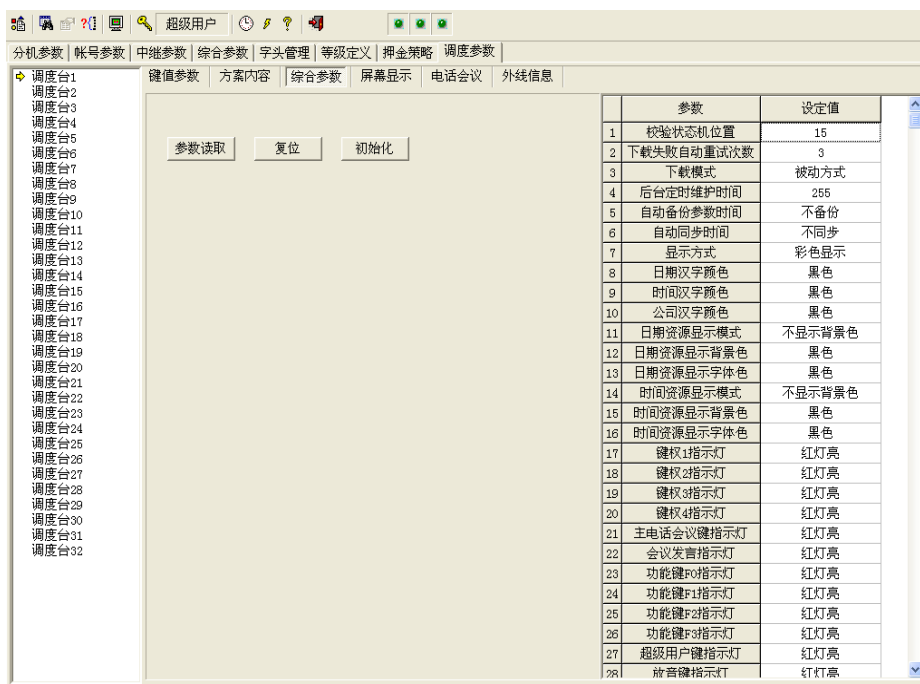 超级用户
分机参数 帐号参数 中继参数 综合参数 字头管理 等级定义 押金策略 调度参数
键值参数 方案内容 综合参数 屏幕显示 电话会议 外线信息
调度台1
调度台2
调度台3
调度台4
调度台5
调度台6
调度台7
调度台8
调度台9
调度台10
调度台11
调度台12
调度台13
调度台14
调度台15
调度台16
调度台17
调度台18
调度台19
调度台20
调度台21
调度台22
调度台23
调度台24
调度台25
调度台26
调度台27
调度台28
调度台29
调度台30
调度台31
调度台32
参数读取 复位 初始化
参数 设定值
1 校验状态机位置 15
2 下载失败自动重试次数 3
3 下载模式 被动方式
4 后台定时维护时间 255
5 自动备份参数时间 不备份
6 自动同步时间 不同步
7 显示方式 彩色显示
8 日期汉字颜色 黑色
9 时间汉字颜色 黑色
10 公司汉字颜色 黑色
11 日期资源显示模式 不显示背景色
12 日期资源显示背景色 黑色
13 日期资源显示字体色 黑色
14 时间资源显示模式 不显示背景色
15 时间资源显示背景色 黑色
16 时间资源显示字体色 黑色
17 键权1指示灯 红灯亮
18 键权2指示灯 红灯亮
19 键权3指示灯 红灯亮
20 键权4指示灯 红灯亮
21 主电话会议键指示灯 红灯亮
22 会议发言指示灯 红灯亮
23 功能键F0指示灯 红灯亮
24 功能键F1指示灯 红灯亮
25 功能键F2指示灯 红灯亮
26 功能键F3指示灯 红灯亮
27 超级用户键指示灯 红灯亮
28 放音键指示灯 红灯亮